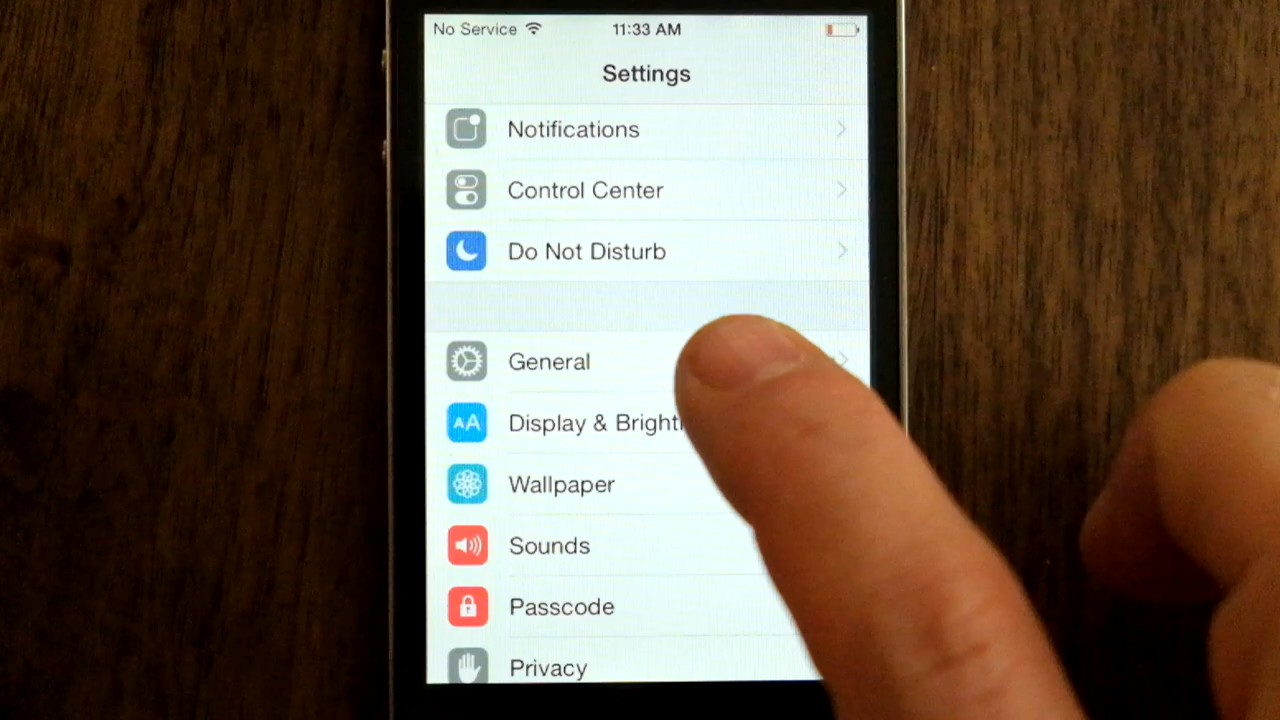 No Service 11:33 AM
Settings
Notifications
Control Center
Do Not Disturb
General
AA Display & Bright
Wallpaper
Sounds
Passcode
Privacy